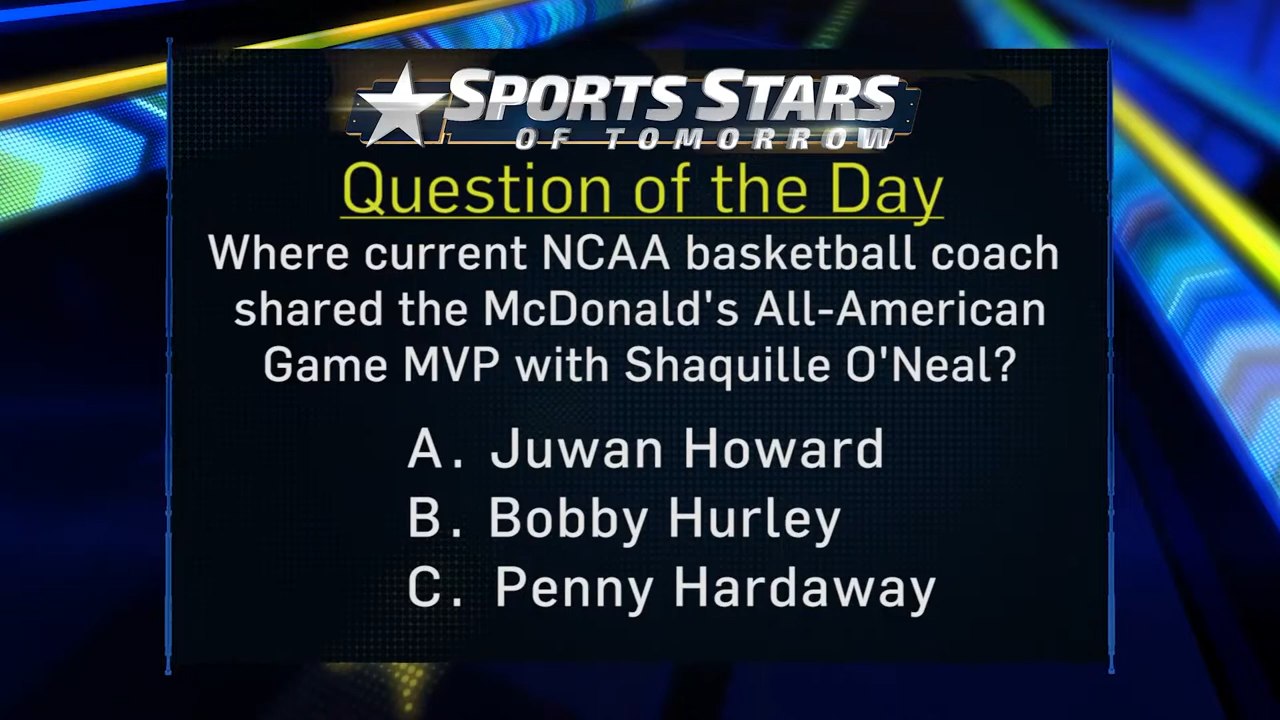 SPORTS STARS
OF TOMORROW
Question of the Day
Where current NCAA basketball coach
shared the McDonald's All-American
Game MVP with Shaquille O'Neal?
A. Juwan Howard
B. Bobby Hurley
C. Penny Hardaway